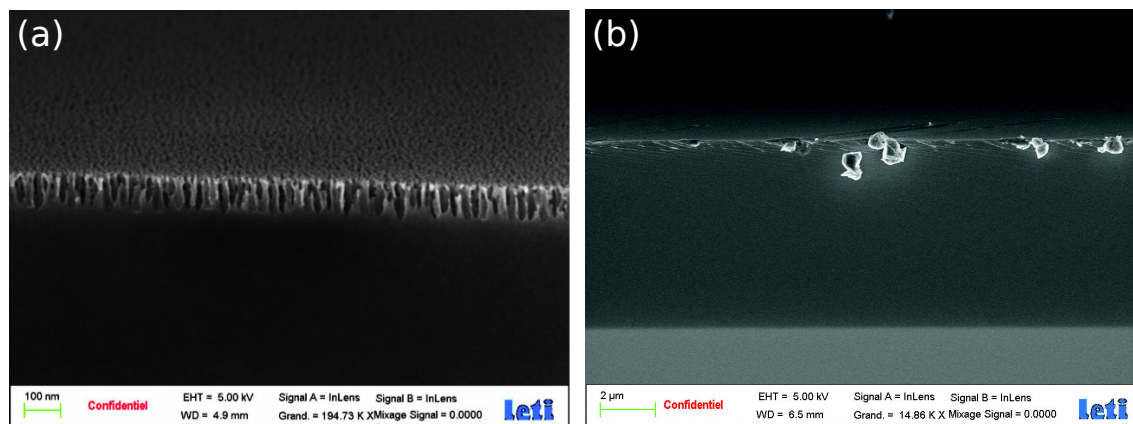 (a)
100 nm
Confidentiel
EHT = 5.00 kV
WD = 4.9 mm
Signal A = InLens
Signal B = InLens
Grand. = 194.73 K X
Mixage Signal = 0.0000
Leti
(b)
2 µm
Confidentiel
EHT = 5.00 kV
WD = 6.5 mm
Signal A = InLens
Signal B = InLens
Grand. = 14.86 K X
Mixage Signal = 0.0000
Leti